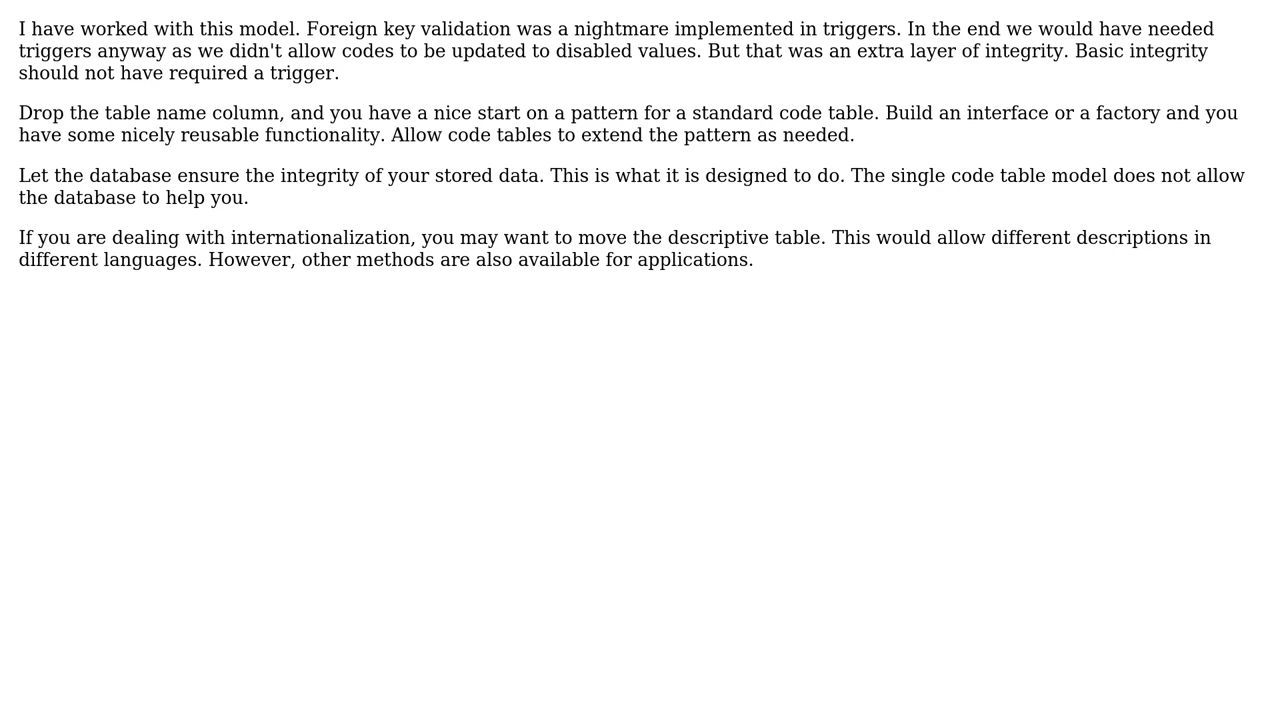 I have worked with this model. Foreign key validation was a nightmare implemented in triggers. In the end we would have needed
triggers anyway as we didn't allow codes to be updated to disabled values. But that was an extra layer of integrity. Basic integrity
should not have required a trigger.
Drop the table name column, and you have a nice start on a pattern for a standard code table. Build an interface or a factory and you
have some nicely reusable functionality. Allow code tables to extend the pattern as needed.
Let the database ensure the integrity of your stored data. This is what it is designed to do. The single code table model does not allow
the database to help you.
If you are dealing with internationalization, you may want to move the descriptive table. This would allow different descriptions in
different languages. However, other methods are also available for applications.